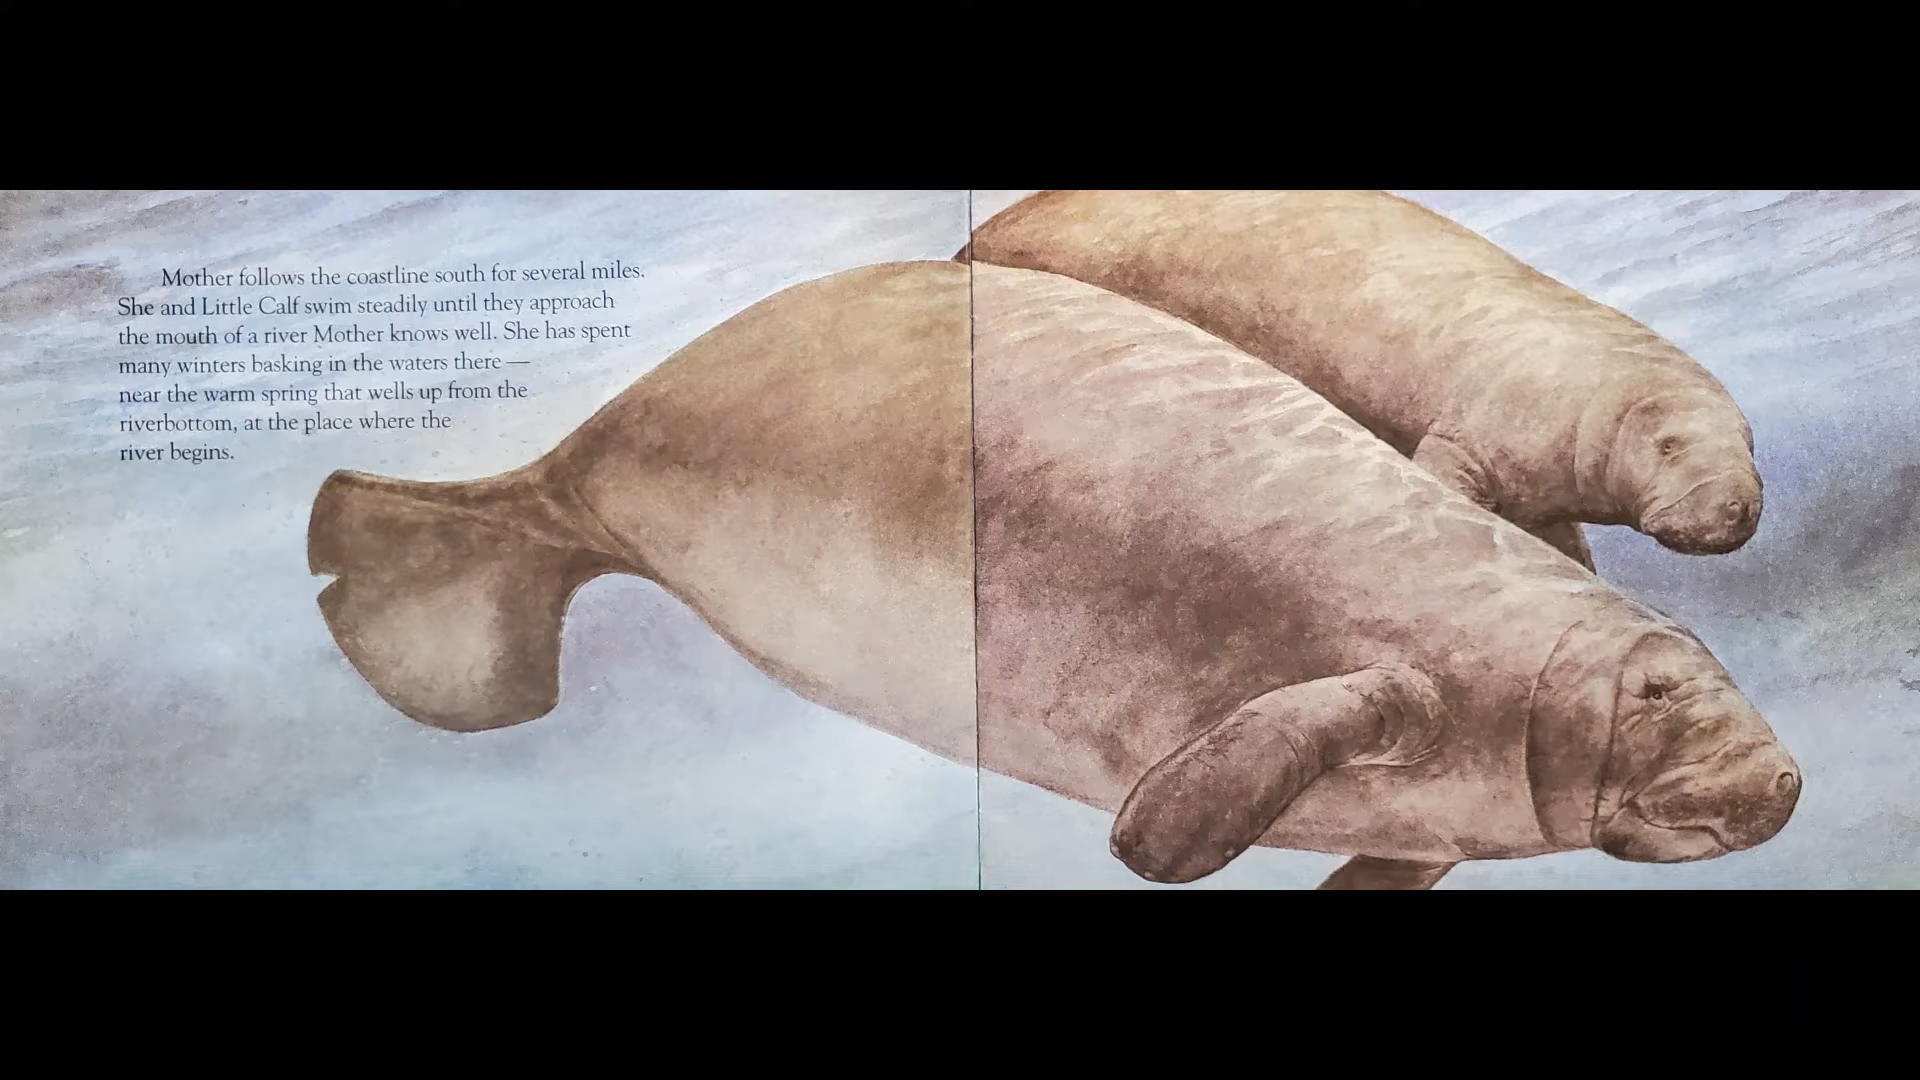 Mother follows the coastline south for several miles.
She and Little Calf swim steadily until they approach
the mouth of a river Mother knows well. She has spent
many winters basking in the waters there —
near the warm spring that wells up from the
riverbottom, at the place where the
river begins.